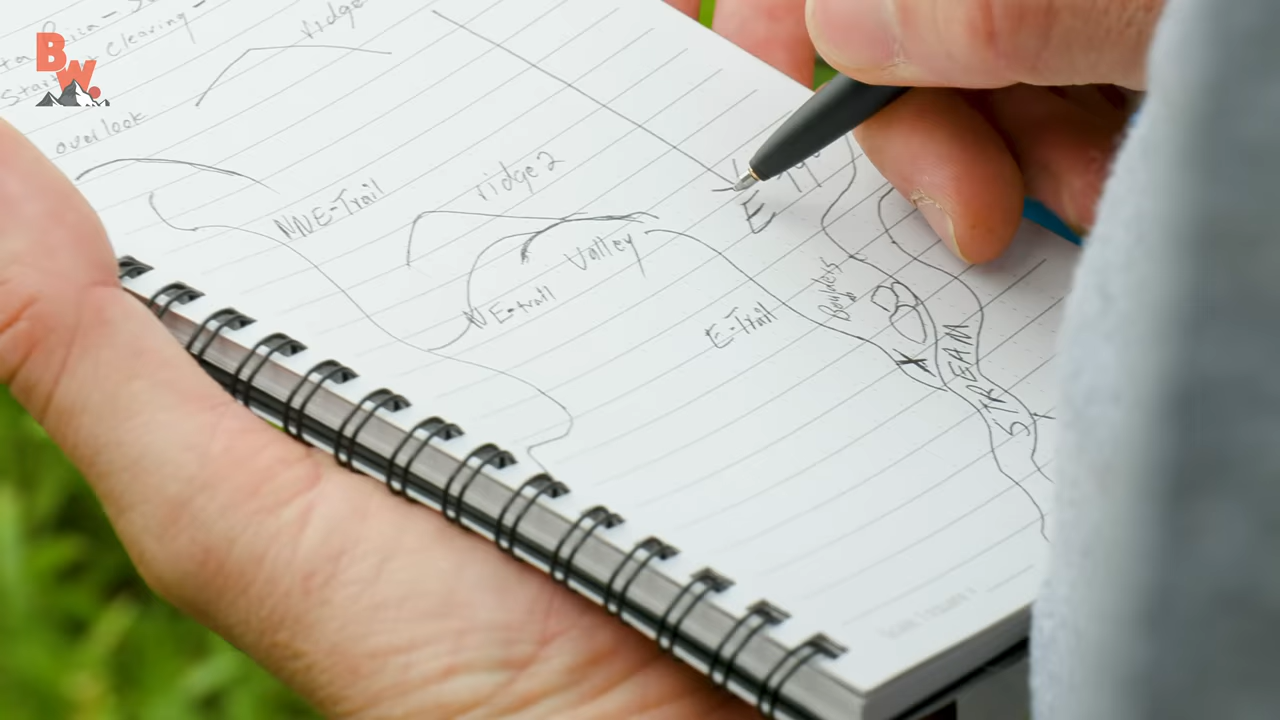 BW.
ridge
Clearing -
overlook
NNE-Trail
ridge 2
Valley
NE-trail
E-Trail
E
Boulders
X
STREAM